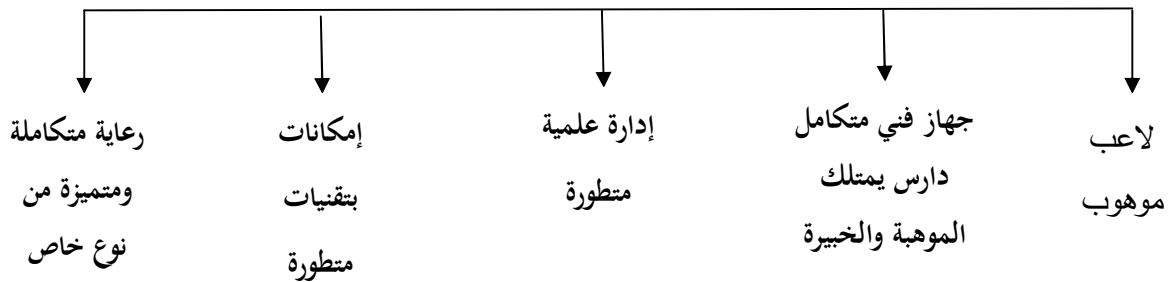 لاعب
موهوب
جهاز فني متكامل
دارس يمتلك
الموهبة والخبيرة
إدارة علمية
متطورة
إمكانات
بتقنيات
متطورة
رعاية متكاملة
ومتميزة من
نوع خاص